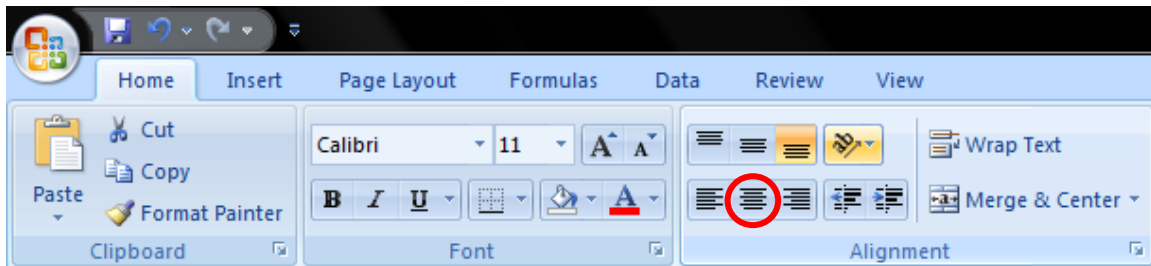 Home Insert Page Layout Formulas Data Review View
Cut
Copy
Paste
Format Painter
Clipboard
Calibri 11 A A
B I U A
Font
ab Wrap Text
a Merge & Center
Alignment